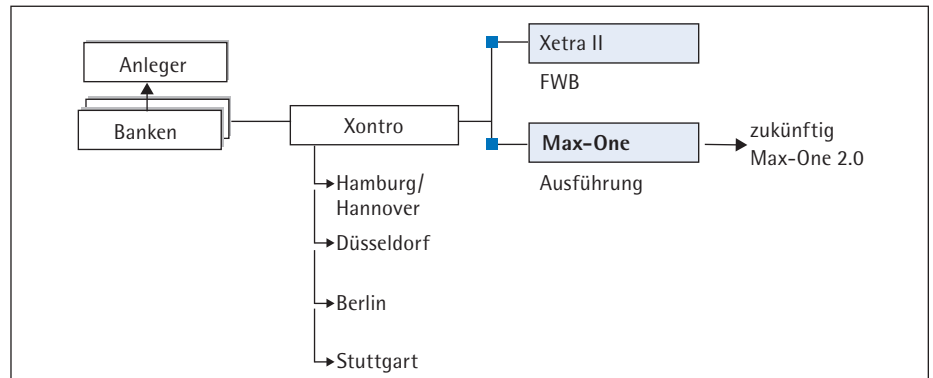 Anleger
Banken
Xontro
Xetra II
FWB
Max-One
Ausführung
zukünftig
Max-One 2.0
Hamburg/
Hannover
Düsseldorf
Berlin
Stuttgart